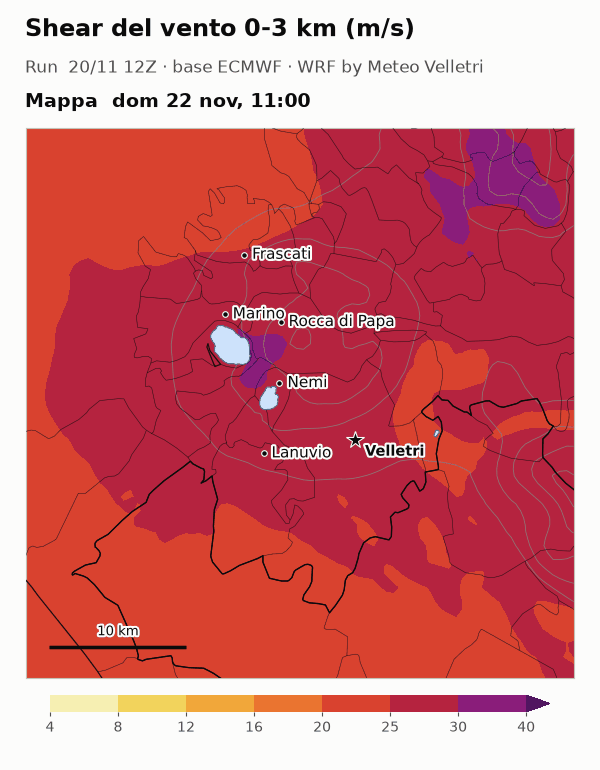 Shear del vento 0-3 km (m/s)
Run  20/11 12Z · base ECMWF · WRF by Meteo Velletri
Mappa  dom 22 nov, 11:00
Frascati
Marino
Rocca di Papa
Nemi
Velletri
Lanuvio
10 km
4 8 12 16 20 25 30 40